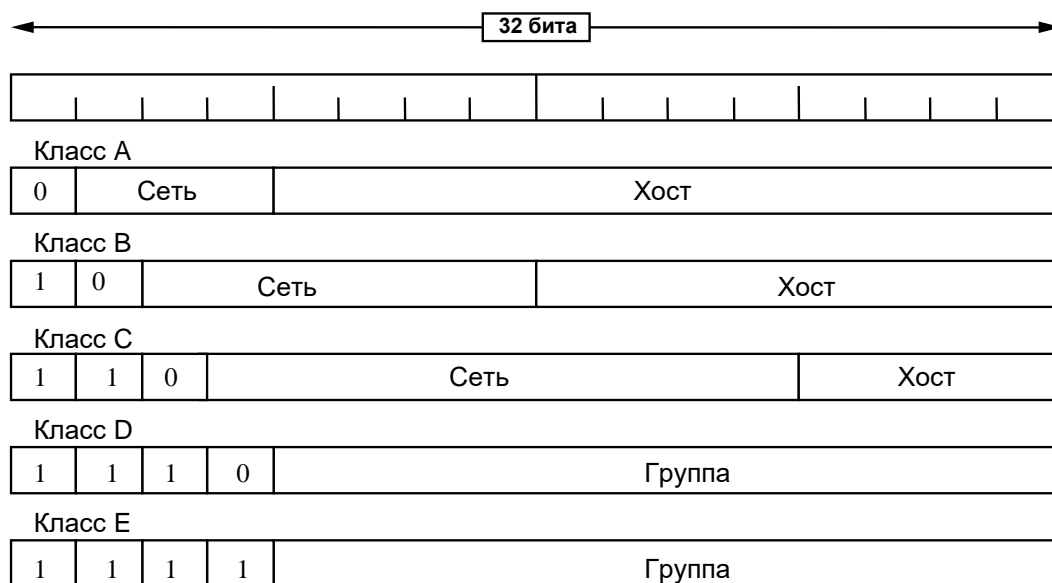 32 бита
Класс A
0 Сеть Хост
Класс B
1 0 Сеть Хост
Класс C
1 1 0 Сеть Хост
Класс D
1 1 1 0 Группа
Класс E
1 1 1 1 Группа